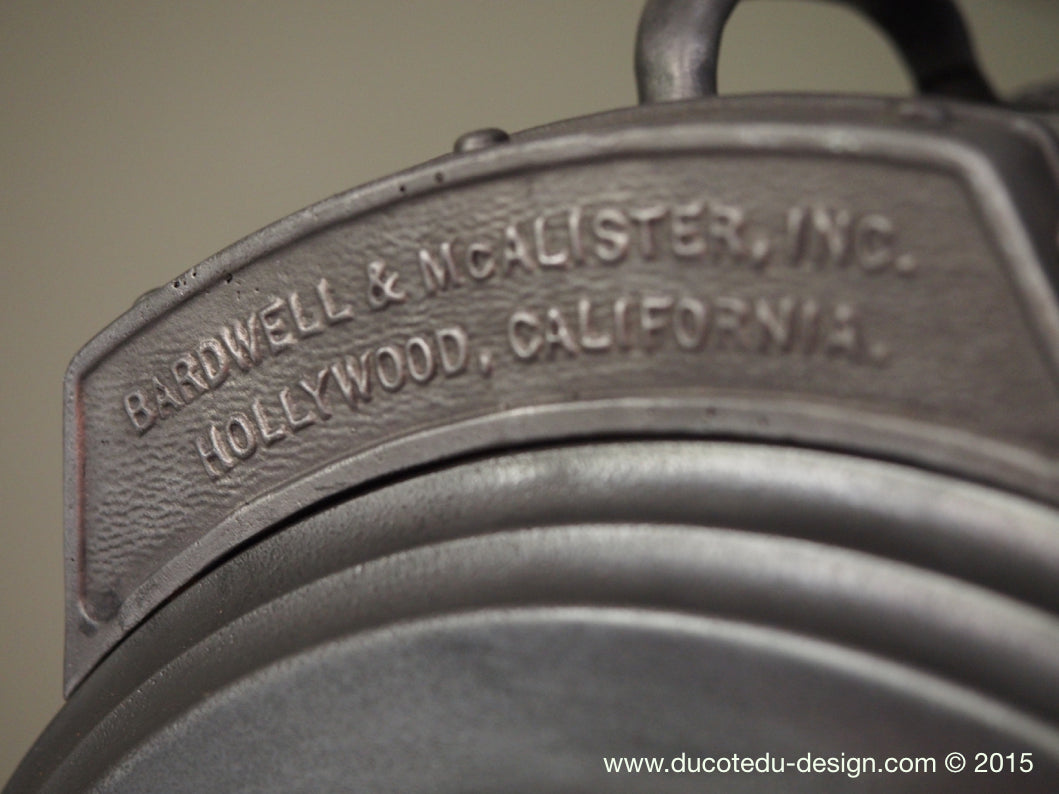 BARDWELL & McALISTER, INC.
HOLLYWOOD, CALIFORNIA.
www.ducotedu-design.com © 2015